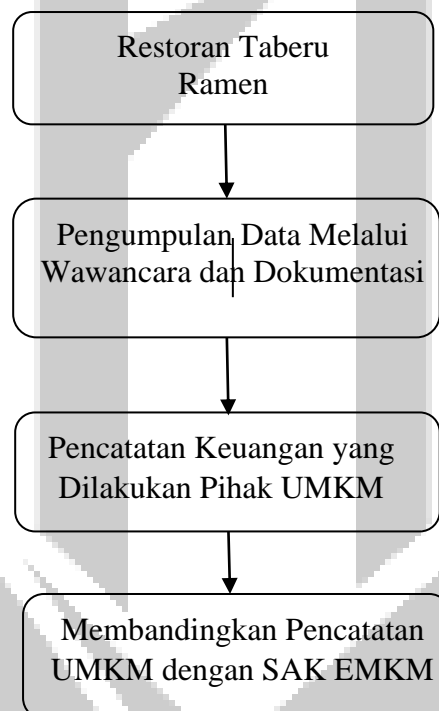 Restoran Taberu
Ramen
Pengumpulan Data Melalui
Wawancara dan Dokumentasi
Pencatatan Keuangan yang
Dilakukan Pihak UMKM
Membandingkan Pencatatan
UMKM dengan SAK EMKM